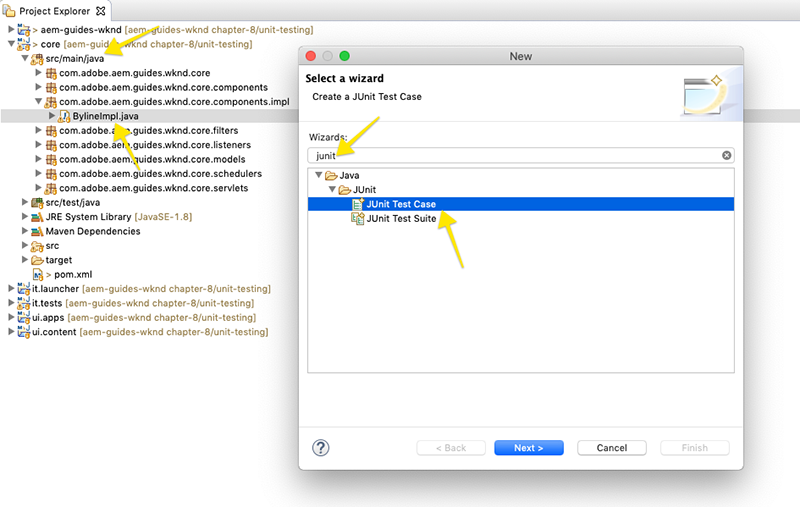 Project Explorer
> aem-guides-wknd [aem-guides-wknd chapter-8/unit-testing]
> core [aem-guides-wknd chapter-8/unit-testing]
src/main/java
com.adobe.aem.guides.wknd.core
com.adobe.aem.guides.wknd.core.components
com.adobe.aem.guides.wknd.core.components.impl
BylineImpl.java
com.adobe.aem.guides.wknd.core.filters
com.adobe.aem.guides.wknd.core.listeners
com.adobe.aem.guides.wknd.core.models
com.adobe.aem.guides.wknd.core.schedulers
com.adobe.aem.guides.wknd.core.servlets
src/test/java
JRE System Library [JavaSE-1.8]
Maven Dependencies
src
target
> pom.xml
it.launcher [aem-guides-wknd chapter-8/unit-testing]
it.tests [aem-guides-wknd chapter-8/unit-testing]
ui.apps [aem-guides-wknd chapter-8/unit-testing]
ui.content [aem-guides-wknd chapter-8/unit-testing]
New
Select a wizard
Create a JUnit Test Case
Wizards:
junit
Java
JUnit
JUnit Test Case
JUnit Test Suite
?
< Back
Next >
Cancel
Finish